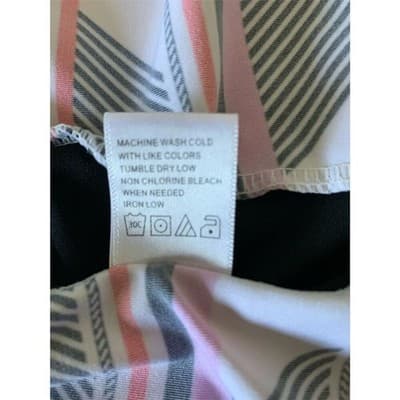 MACHINE WASH COLD
WITH LIKE COLORS
TUMBLE DRY LOW
NON CHLORINE BLEACH
WHEN NEEDED
IRON LOW
30C